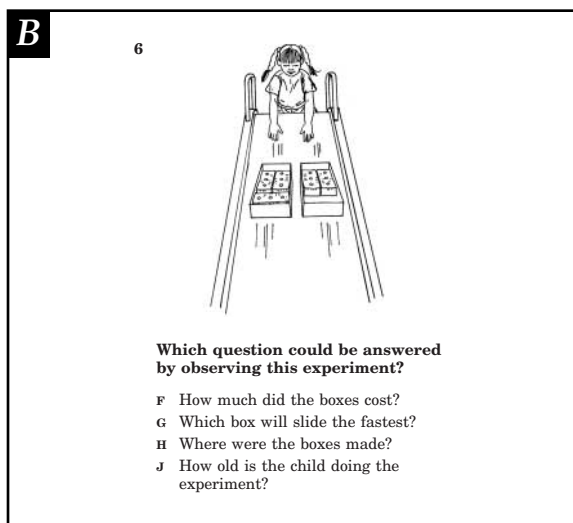 B
6
Which question could be answered
by observing this experiment?
F How much did the boxes cost?
G Which box will slide the fastest?
H Where were the boxes made?
J How old is the child doing the
experiment?